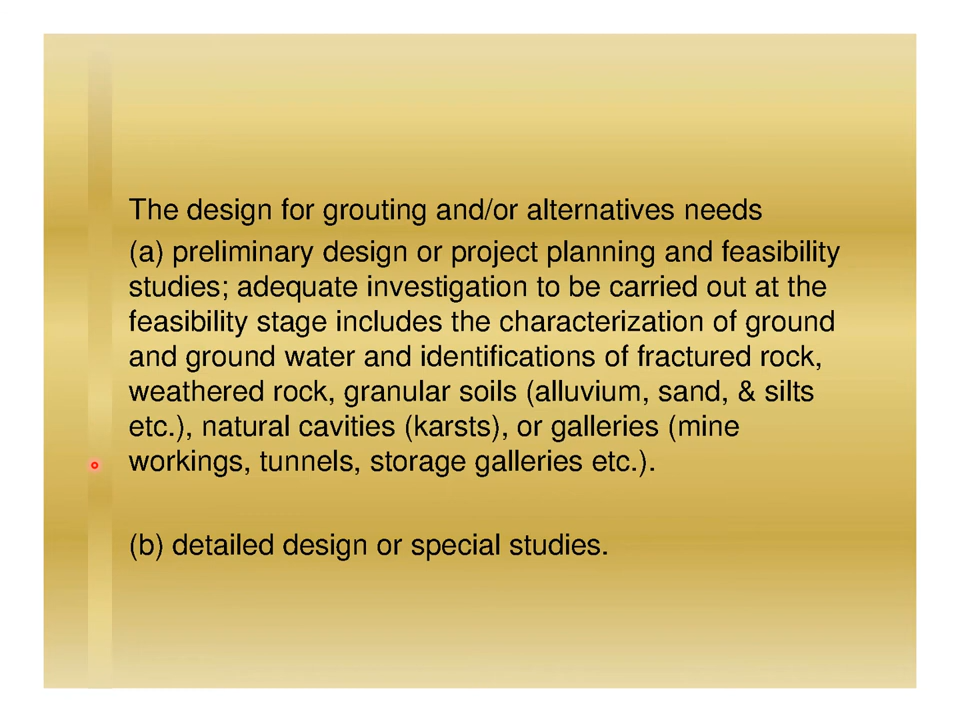 The design for grouting and/or alternatives needs
(a) preliminary design or project planning and feasibility
studies; adequate investigation to be carried out at the
feasibility stage includes the characterization of ground
and ground water and identifications of fractured rock,
weathered rock, granular soils (alluvium, sand, & silts
etc.), natural cavities (karsts), or galleries (mine
workings, tunnels, storage galleries etc.).
(b) detailed design or special studies.